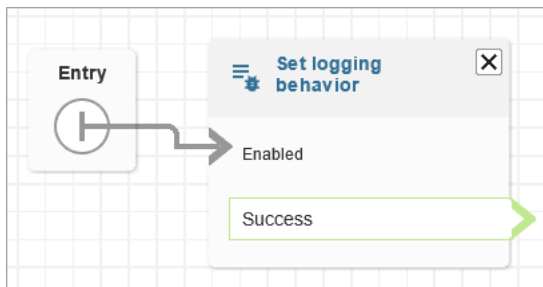 Entry
Set logging
behavior
Enabled
Success